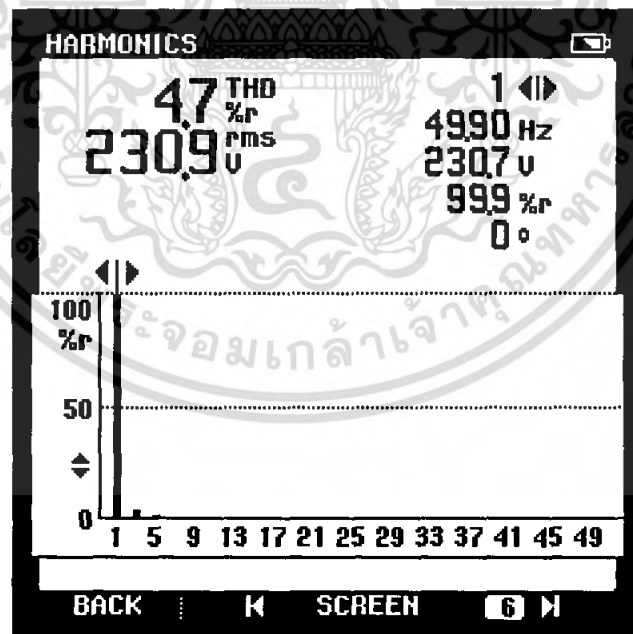 HARMONICS
4.7 THD %r
230.9 rms V
1
49.90 Hz
230.7 V
99.9 %r
0 °
100
%r
50
0
1 5 9 13 17 21 25 29 33 37 41 45 49
BACK SCREEN 6